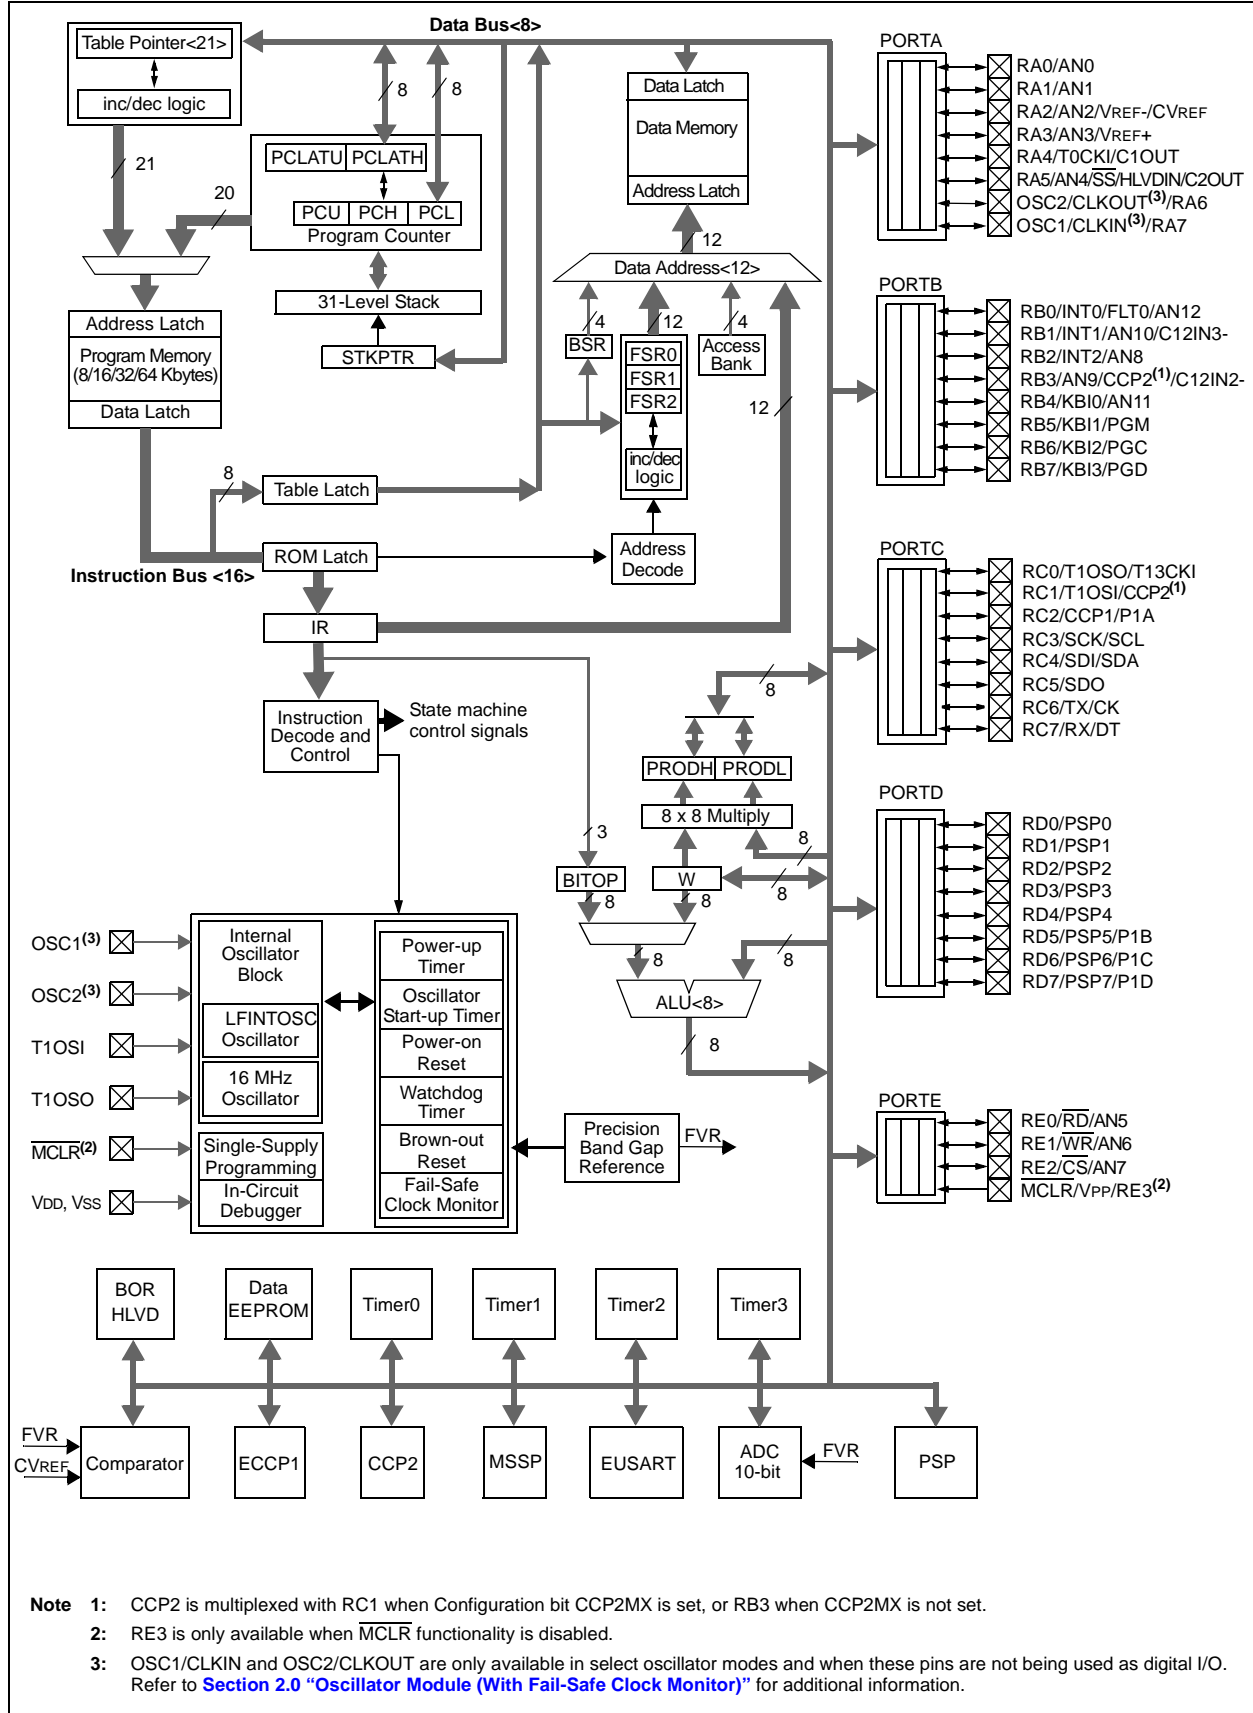 Data Bus<8>
Table Pointer<21>
inc/dec logic
21
20
8
8
PCLATU PCLATH
PCU PCH PCL
Program Counter
31-Level Stack
STKPTR
Address Latch
Program Memory
(8/16/32/64 Kbytes)
Data Latch
8
Table Latch
ROM Latch
Instruction Bus <16>
IR
Data Latch
Data Memory
Address Latch
12
Data Address<12>
4
12
4
BSR
FSR0
FSR1
FSR2
inc/dec
logic
Access
Bank
12
Address
Decode
Instruction
Decode and
Control
State machine
control signals
8
PRODH PRODL
8 x 8 Multiply
3
8
BITOP
W
8
8
8
8
8
ALU<8>
8
OSC1(3)
OSC2(3)
T1OSI
T1OSO
MCLR(2)
VDD, VSS
Internal
Oscillator
Block
LFINTOSC
Oscillator
16 MHz
Oscillator
Single-Supply
Programming
In-Circuit
Debugger
Power-up
Timer
Oscillator
Start-up Timer
Power-on
Reset
Watchdog
Timer
Brown-out
Reset
Fail-Safe
Clock Monitor
Precision
Band Gap
Reference
FVR
PORTA
RA0/AN0
RA1/AN1
RA2/AN2/VREF-/CVREF
RA3/AN3/VREF+
RA4/T0CKI/C1OUT
RA5/AN4/SS/HLVDIN/C2OUT
OSC2/CLKOUT(3)/RA6
OSC1/CLKIN(3)/RA7
PORTB
RB0/INT0/FLT0/AN12
RB1/INT1/AN10/C12IN3-
RB2/INT2/AN8
RB3/AN9/CCP2(1)/C12IN2-
RB4/KBI0/AN11
RB5/KBI1/PGM
RB6/KBI2/PGC
RB7/KBI3/PGD
PORTC
RC0/T1OSO/T13CKI
RC1/T1OSI/CCP2(1)
RC2/CCP1/P1A
RC3/SCK/SCL
RC4/SDI/SDA
RC5/SDO
RC6/TX/CK
RC7/RX/DT
PORTD
RD0/PSP0
RD1/PSP1
RD2/PSP2
RD3/PSP3
RD4/PSP4
RD5/PSP5/P1B
RD6/PSP6/P1C
RD7/PSP7/P1D
PORTE
RE0/RD/AN5
RE1/WR/AN6
RE2/CS/AN7
MCLR/VPP/RE3(2)
BOR
HLVD
Data
EEPROM
Timer0
Timer1
Timer2
Timer3
FVR
CVREF
Comparator
ECCP1
CCP2
MSSP
EUSART
ADC
10-bit
FVR
PSP
Note 1: CCP2 is multiplexed with RC1 when Configuration bit CCP2MX is set, or RB3 when CCP2MX is not set.
2: RE3 is only available when MCLR functionality is disabled.
3: OSC1/CLKIN and OSC2/CLKOUT are only available in select oscillator modes and when these pins are not being used as digital I/O.
Refer to Section 2.0 “Oscillator Module (With Fail-Safe Clock Monitor)” for additional information.